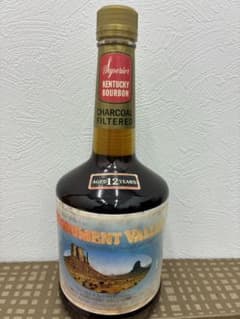 Superior
KENTUCKY
BOURBON
CHARCOAL
FILTERED
AGED 12 YEARS
MONUMENT VALLEY